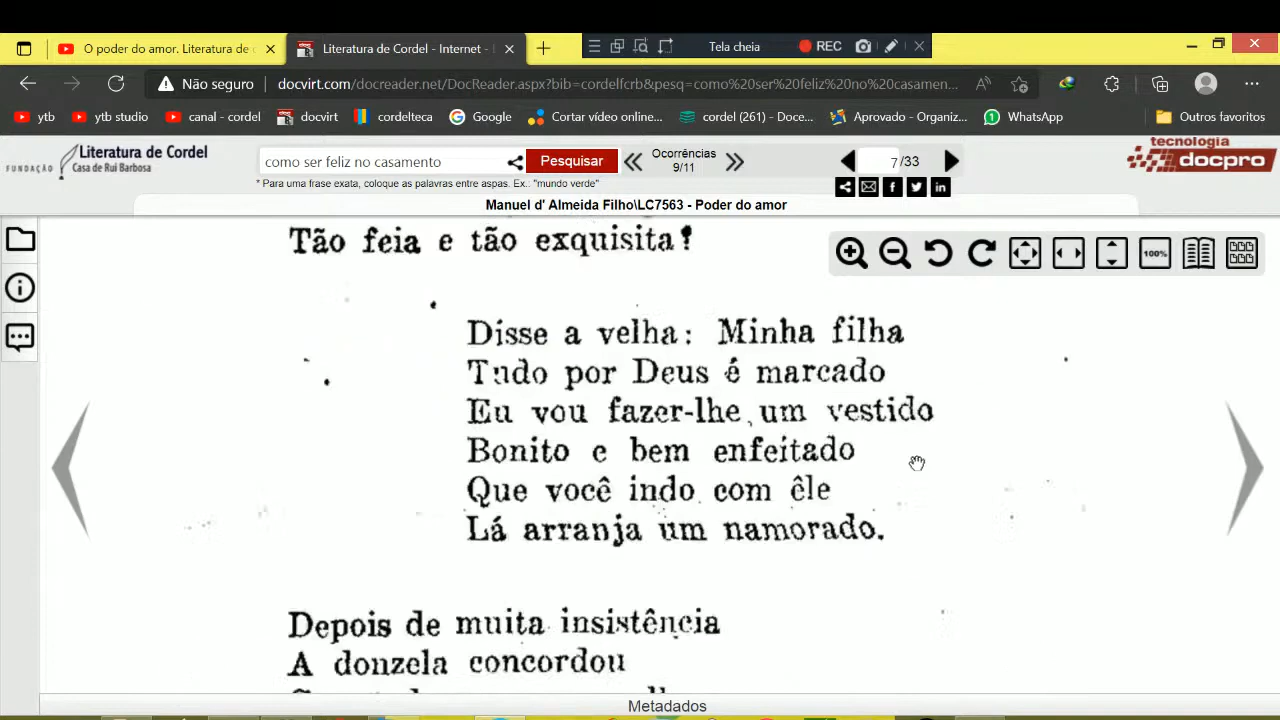 O poder do amor. Literatura de c
Literatura de Cordel - Internet -
Tela cheia
REC
Não seguro
docvirt.com/docreader.net/DocReader.aspx?bib=cordelfcrb&pesq=como%20ser%20feliz%20no%20casamen...
ytb
ytb studio
canal - cordel
docvirt
cordelteca
Google
Cortar vídeo online...
cordel (261) - Doce...
Aprovado - Organiz...
WhatsApp
Outros favoritos
FUNDAÇÃO
Literatura de Cordel
Casa de Rui Barbosa
como ser feliz no casamento
Pesquisar
* Para uma frase exata, coloque as palavras entre aspas. Ex.: "mundo verde"
Ocorrências
9/11
7 /33
tecnologia
docpro
Manuel d' Almeida Filho\LC7563 - Poder do amor
100%
Tão feia e tão exquisita!
Disse a velha: Minha filha
Tudo por Deus é marcado
Eu vou fazer-lhe um vestido
Bonito e bem enfeitado
Que você indo com êle
Lá arranja um namorado.
Depois de muita insistência
A donzela concordou
Metadados